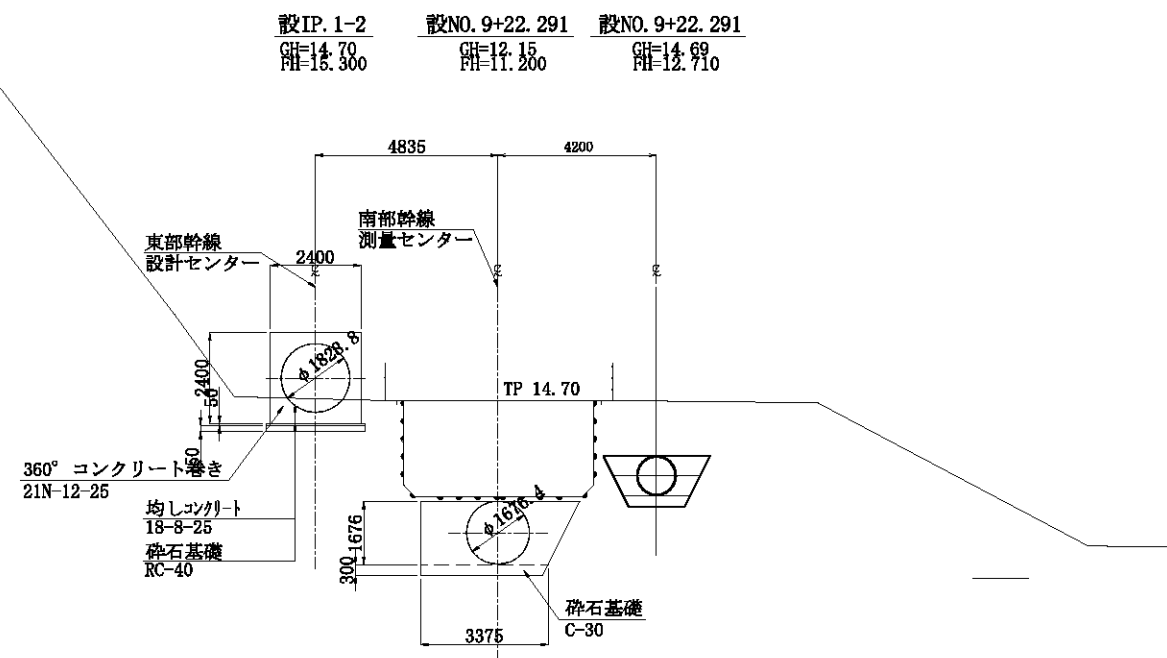 設IP.1-2
設NO.9+22.291
設NO.9+22.291
GH=14.70
FH=15.300
GH=12.15
FH=11.200
GH=14.69
FH=12.710
4835
4200
南部幹線
測量センター
東部幹線
設計センター
2400
℄
℄
℄
2400
50
φ1828.8
TP 14.70
50
360° コンクリート巻き
21N-12-25
均しコンクリート
18-8-25
砕石基礎
RC-40
φ1676.4
1676
300
砕石基礎
C-30
3375